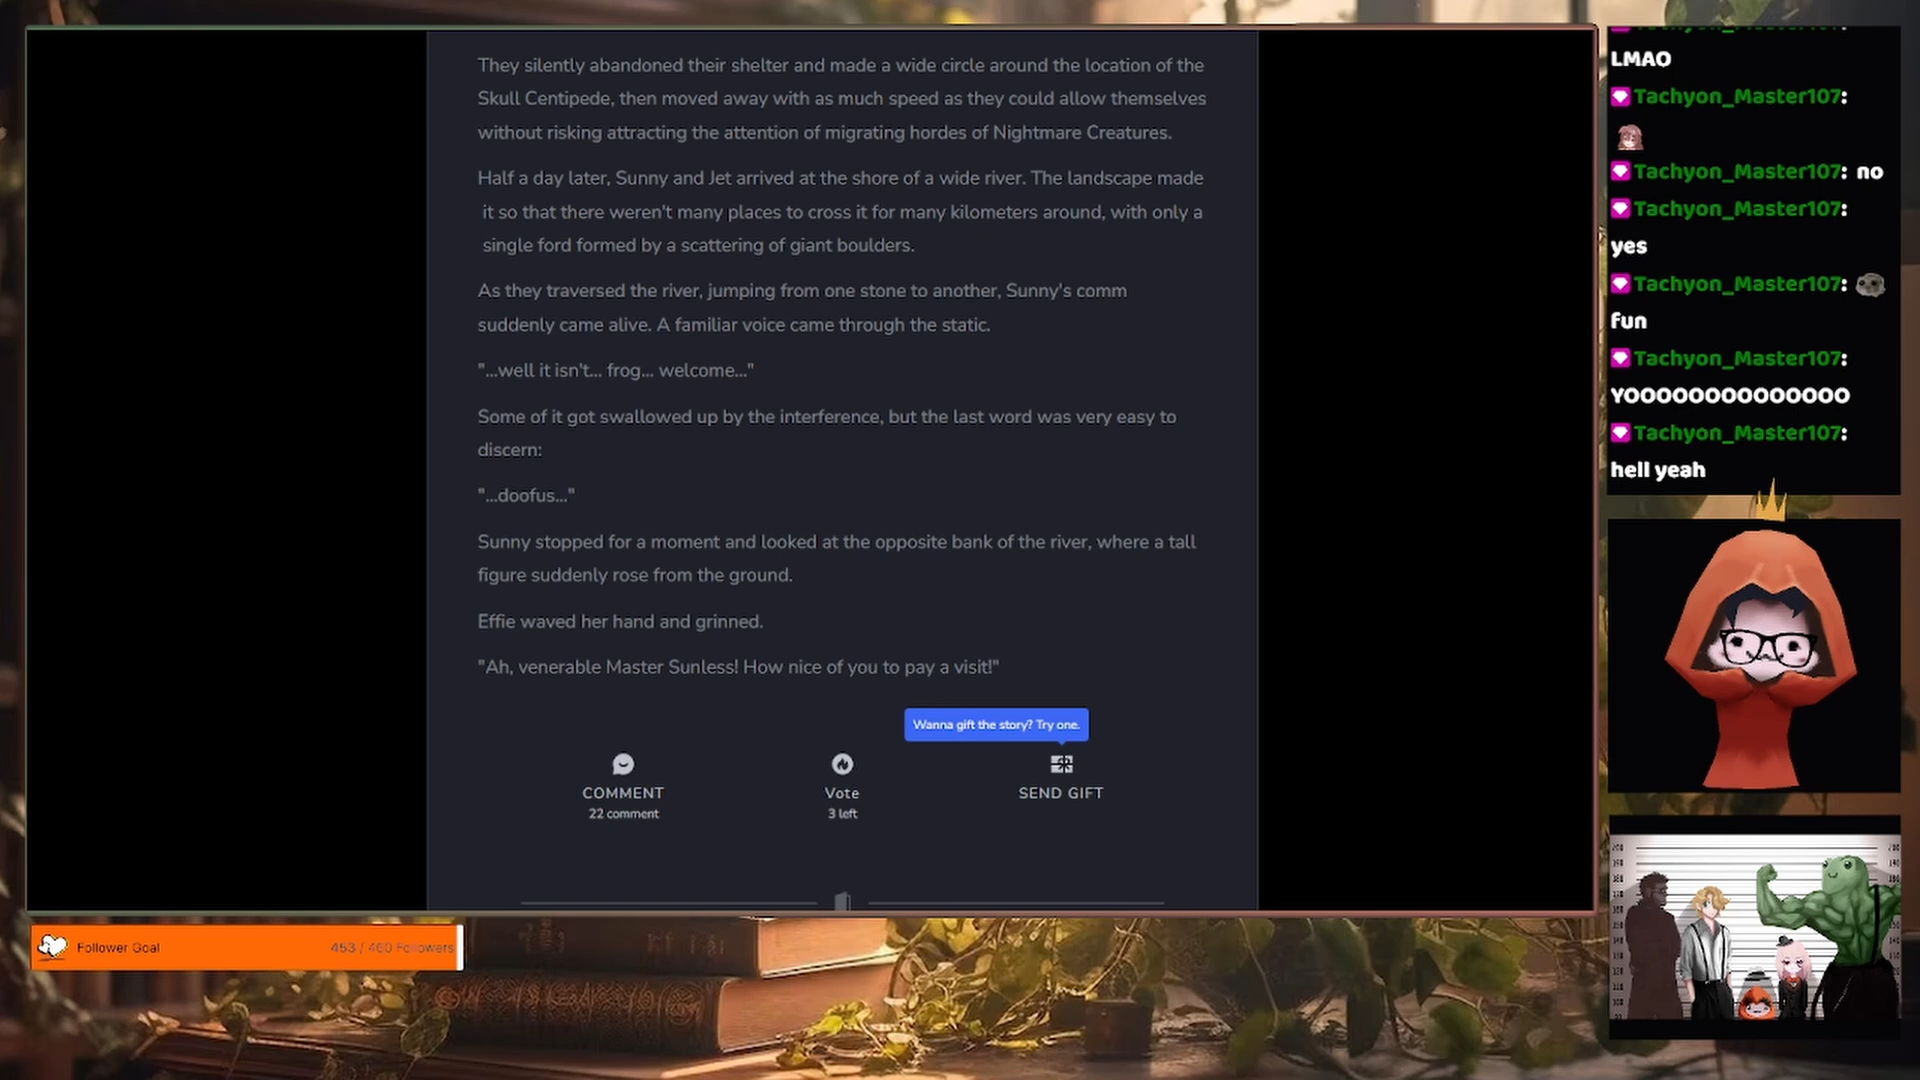 They silently abandoned their shelter and made a wide circle around the location of the
Skull Centipede, then moved away with as much speed as they could allow themselves
without risking attracting the attention of migrating hordes of Nightmare Creatures.
Half a day later, Sunny and Jet arrived at the shore of a wide river. The landscape made
it so that there weren't many places to cross it for many kilometers around, with only a
single ford formed by a scattering of giant boulders.
As they traversed the river, jumping from one stone to another, Sunny's comm
suddenly came alive. A familiar voice came through the static.
"...well it isn't... frog... welcome..."
Some of it got swallowed up by the interference, but the last word was very easy to
discern:
"...doofus..."
Sunny stopped for a moment and looked at the opposite bank of the river, where a tall
figure suddenly rose from the ground.
Effie waved her hand and grinned.
"Ah, venerable Master Sunless! How nice of you to pay a visit!"
Wanna gift the story? Try one.
COMMENT
22 comment
Vote
3 left
SEND GIFT
Follower Goal
453 / 460 Followers
LMAO
Tachyon_Master107:
Tachyon_Master107: no
Tachyon_Master107:
yes
Tachyon_Master107:
fun
Tachyon_Master107:
YOOOOOOOOOOOOOO
Tachyon_Master107:
hell yeah